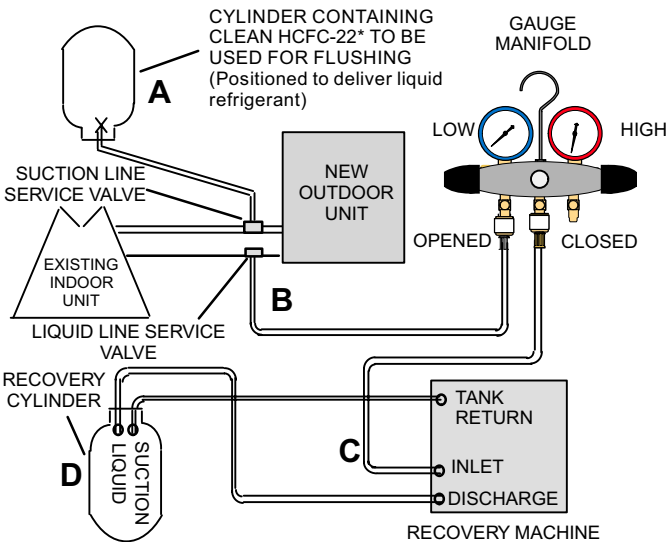 CYLINDER CONTAINING
CLEAN HCFC-22* TO BE
USED FOR FLUSHING
(Positioned to deliver liquid
refrigerant)
A
GAUGE
MANIFOLD
LOW
HIGH
SUCTION LINE
SERVICE VALVE
NEW
OUTDOOR
UNIT
OPENED
CLOSED
EXISTING
INDOOR
UNIT
B
LIQUID LINE SERVICE
VALVE
RECOVERY
CYLINDER
TANK
RETURN
C
D
LIQUID
SUCTION
INLET
DISCHARGE
RECOVERY MACHINE